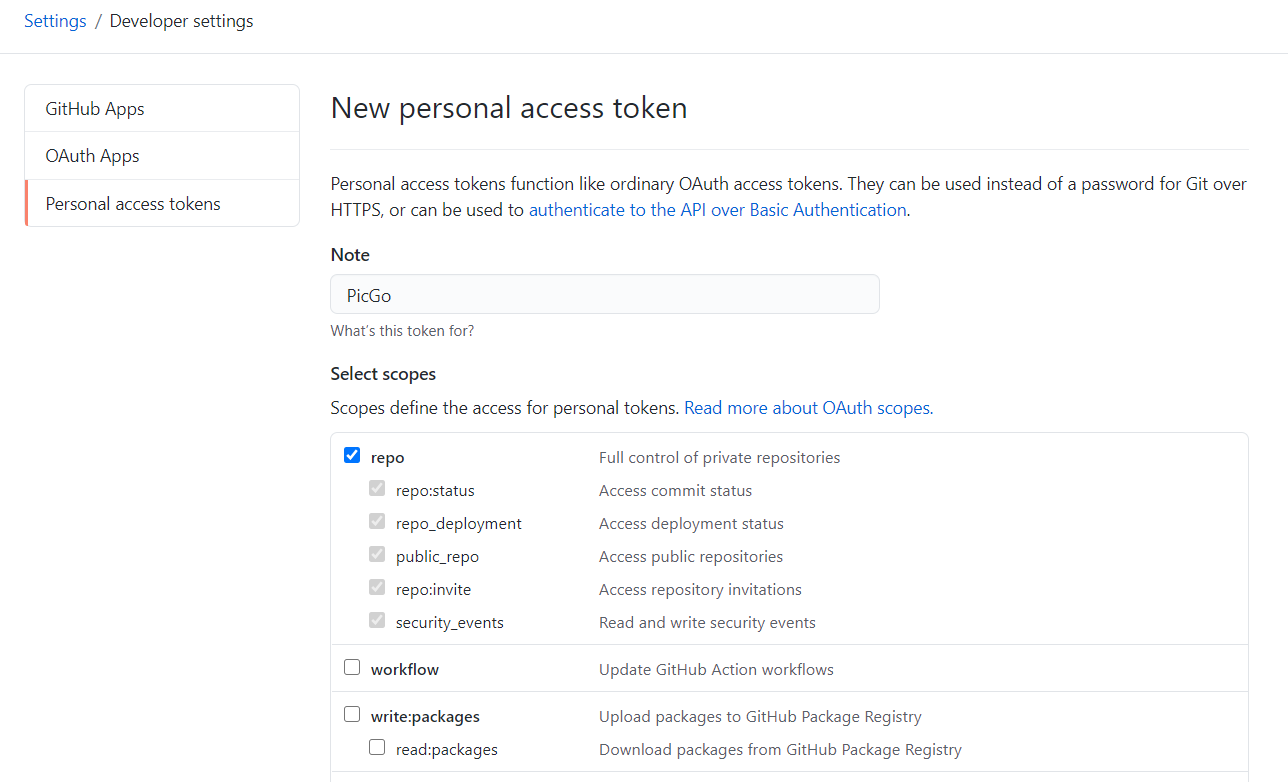 Settings / Developer settings
GitHub Apps
OAuth Apps
Personal access tokens
New personal access token
Personal access tokens function like ordinary OAuth access tokens. They can be used instead of a password for Git over
HTTPS, or can be used to authenticate to the API over Basic Authentication.
Note
PicGo
What's this token for?
Select scopes
Scopes define the access for personal tokens. Read more about OAuth scopes.
repo Full control of private repositories
repo:status Access commit status
repo_deployment Access deployment status
public_repo Access public repositories
repo:invite Access repository invitations
security_events Read and write security events
workflow Update GitHub Action workflows
write:packages Upload packages to GitHub Package Registry
read:packages Download packages from GitHub Package Registry